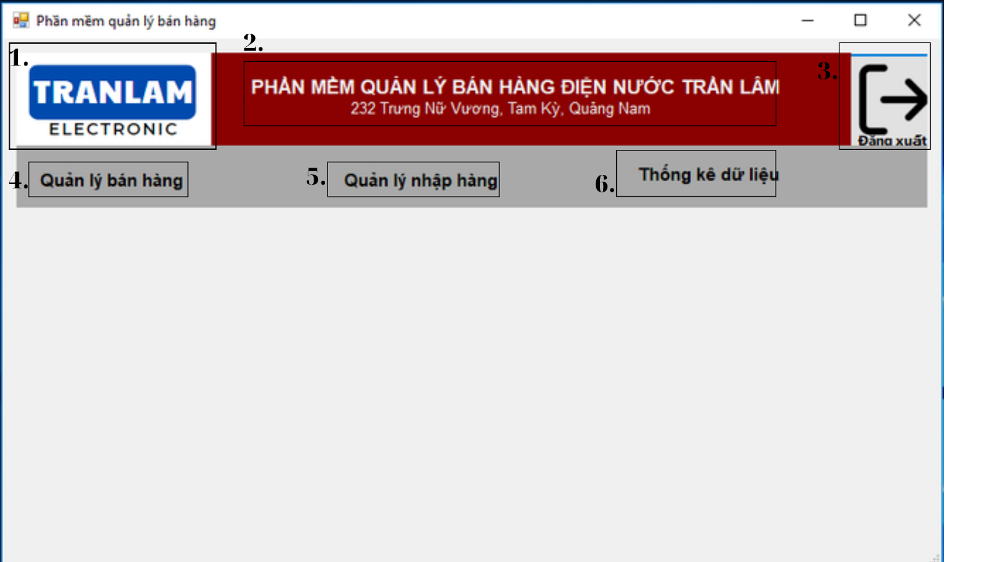 Phần mềm quản lý bán hàng
1.
TRANLAM
ELECTRONIC
2.
PHẦN MỀM QUẢN LÝ BÁN HÀNG ĐIỆN NƯỚC TRẦN LÂM
232 Trưng Nữ Vương, Tam Kỳ, Quảng Nam
3.
Đăng xuất
4.
Quản lý bán hàng
5.
Quản lý nhập hàng
6.
Thống kê dữ liệu